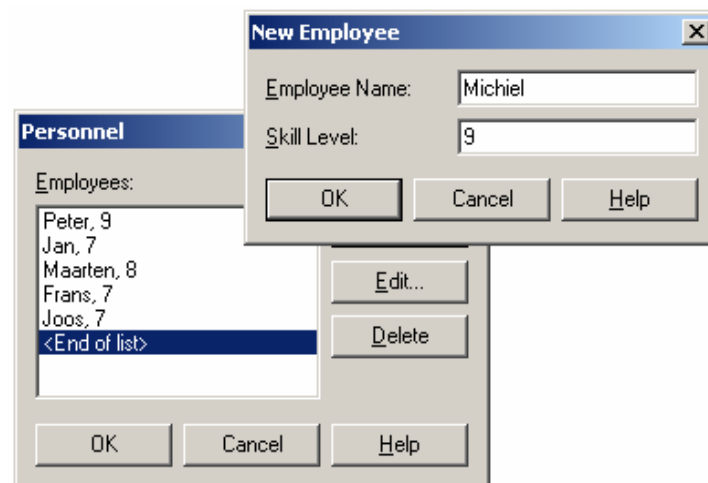 New Employee
Employee Name: Michiel
Skill Level: 9
OK Cancel Help
Personnel
Employees:
Peter, 9
Jan, 7
Maarten, 8
Frans, 7
Joos, 7
<End of list>
Edit...
Delete
OK Cancel Help